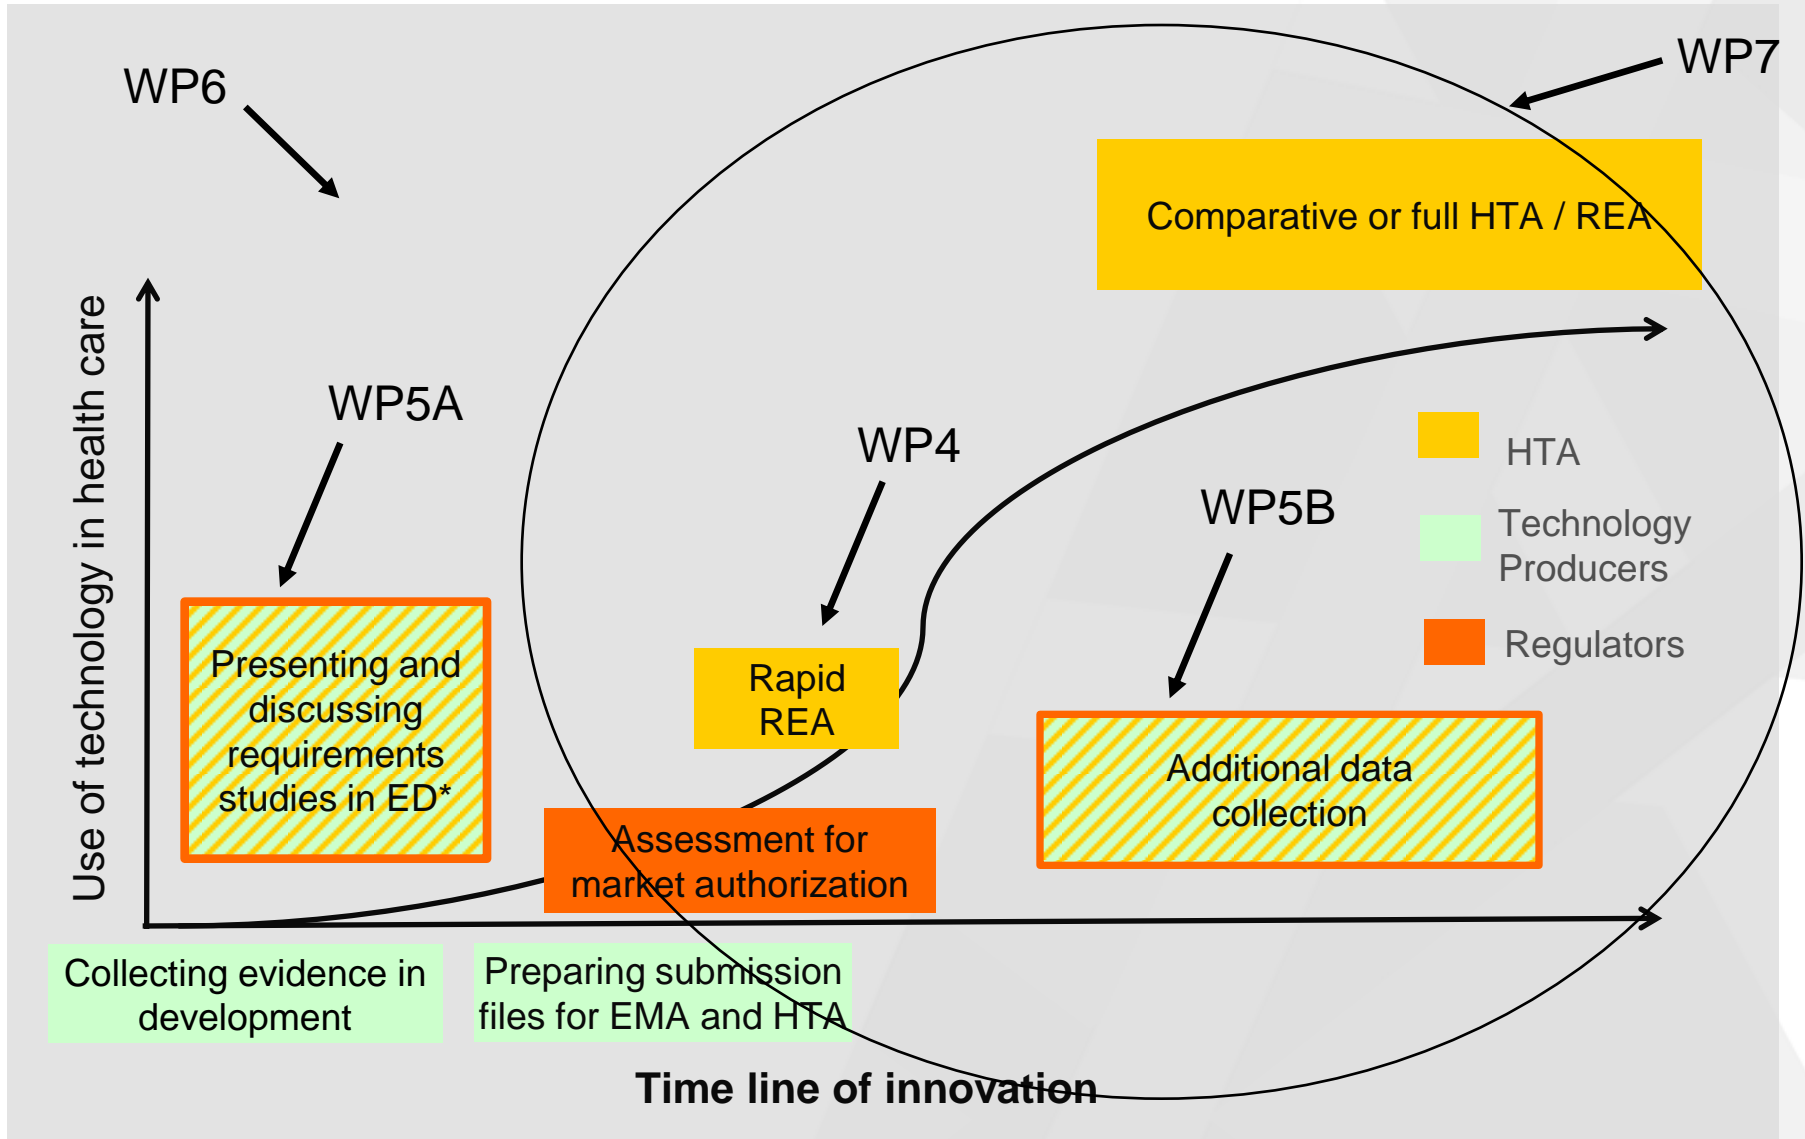 WP6
WP7
Comparative or full HTA / REA
Use of technology in health care
WP5A
WP4
WP5B
HTA
Technology
Producers
Regulators
Presenting and
discussing
requirements
studies in ED*
Rapid
REA
Additional data
collection
Assessment for
market authorization
Collecting evidence in
development
Preparing submission
files for EMA and HTA
Time line of innovation